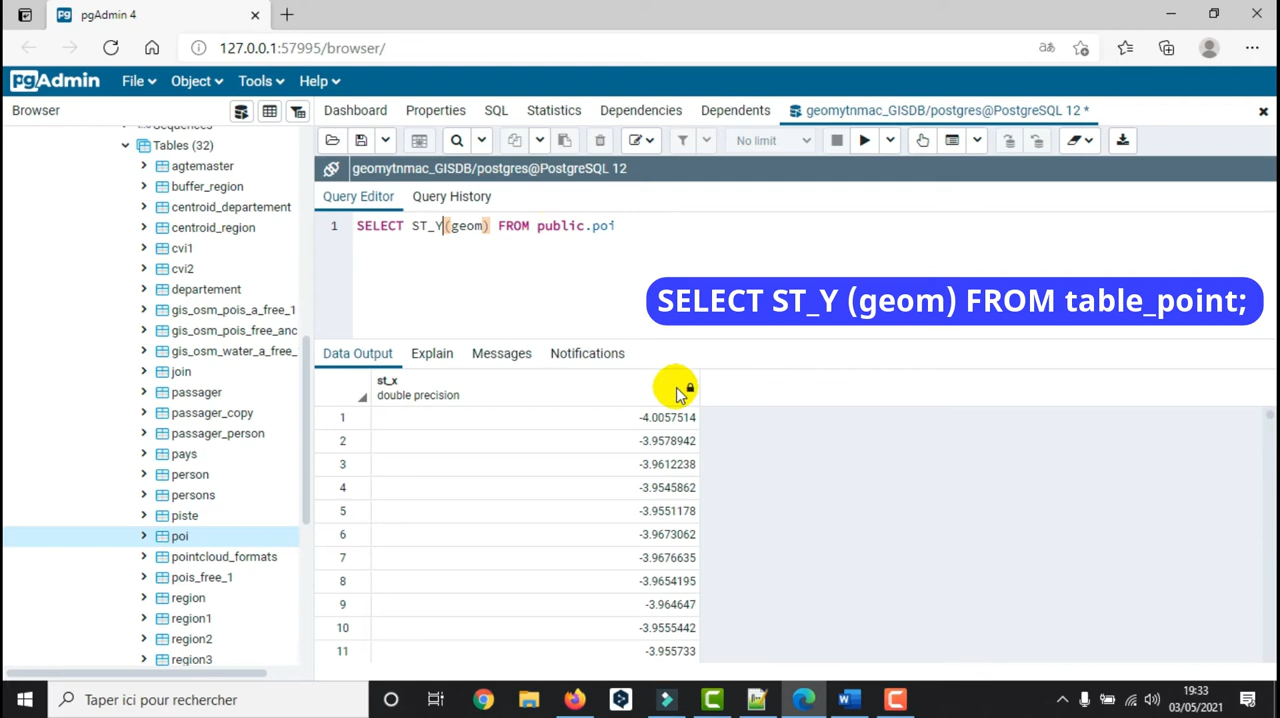 pgAdmin 4
127.0.0.1:57995/browser/
pgAdmin File Object Tools Help
Browser
Dashboard Properties SQL Statistics Dependencies Dependents geomytnmac_GISDB/postgres@PostgreSQL 12 *
Sequences
Tables (32)
agtemaster
buffer_region
centroid_departement
centroid_region
cvi1
cvi2
departement
gis_osm_pois_a_free_1
gis_osm_pois_free_anc
gis_osm_water_a_free_
join
passager
passager_copy
passager_person
pays
person
persons
piste
poi
pointcloud_formats
pois_free_1
region
region1
region2
region3
No limit
geomytnmac_GISDB/postgres@PostgreSQL 12
Query Editor Query History
1 SELECT ST_Y(geom) FROM public.poi
SELECT ST_Y (geom) FROM table_point;
Data Output Explain Messages Notifications
st_x
double precision
1 -4.0057514
2 -3.9578942
3 -3.9612238
4 -3.9545862
5 -3.9551178
6 -3.9673062
7 -3.9676635
8 -3.9654195
9 -3.964647
10 -3.9555442
11 -3.955733
Taper ici pour rechercher
19:33
03/05/2021